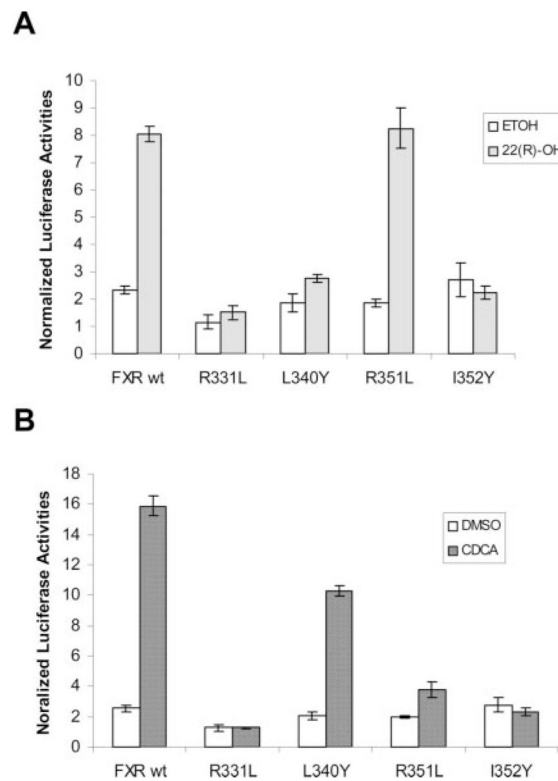 A
Normalized Luciferase Activities
10
9
8
7
6
5
4
3
2
1
0
ETOH
22(R)-OH
FXR wt R331L L340Y R351L I352Y
B
Noralized Luciferase Activities
18
16
14
12
10
8
6
4
2
0
DMSO
CDCA
FXR wt R331L L340Y R351L I352Y